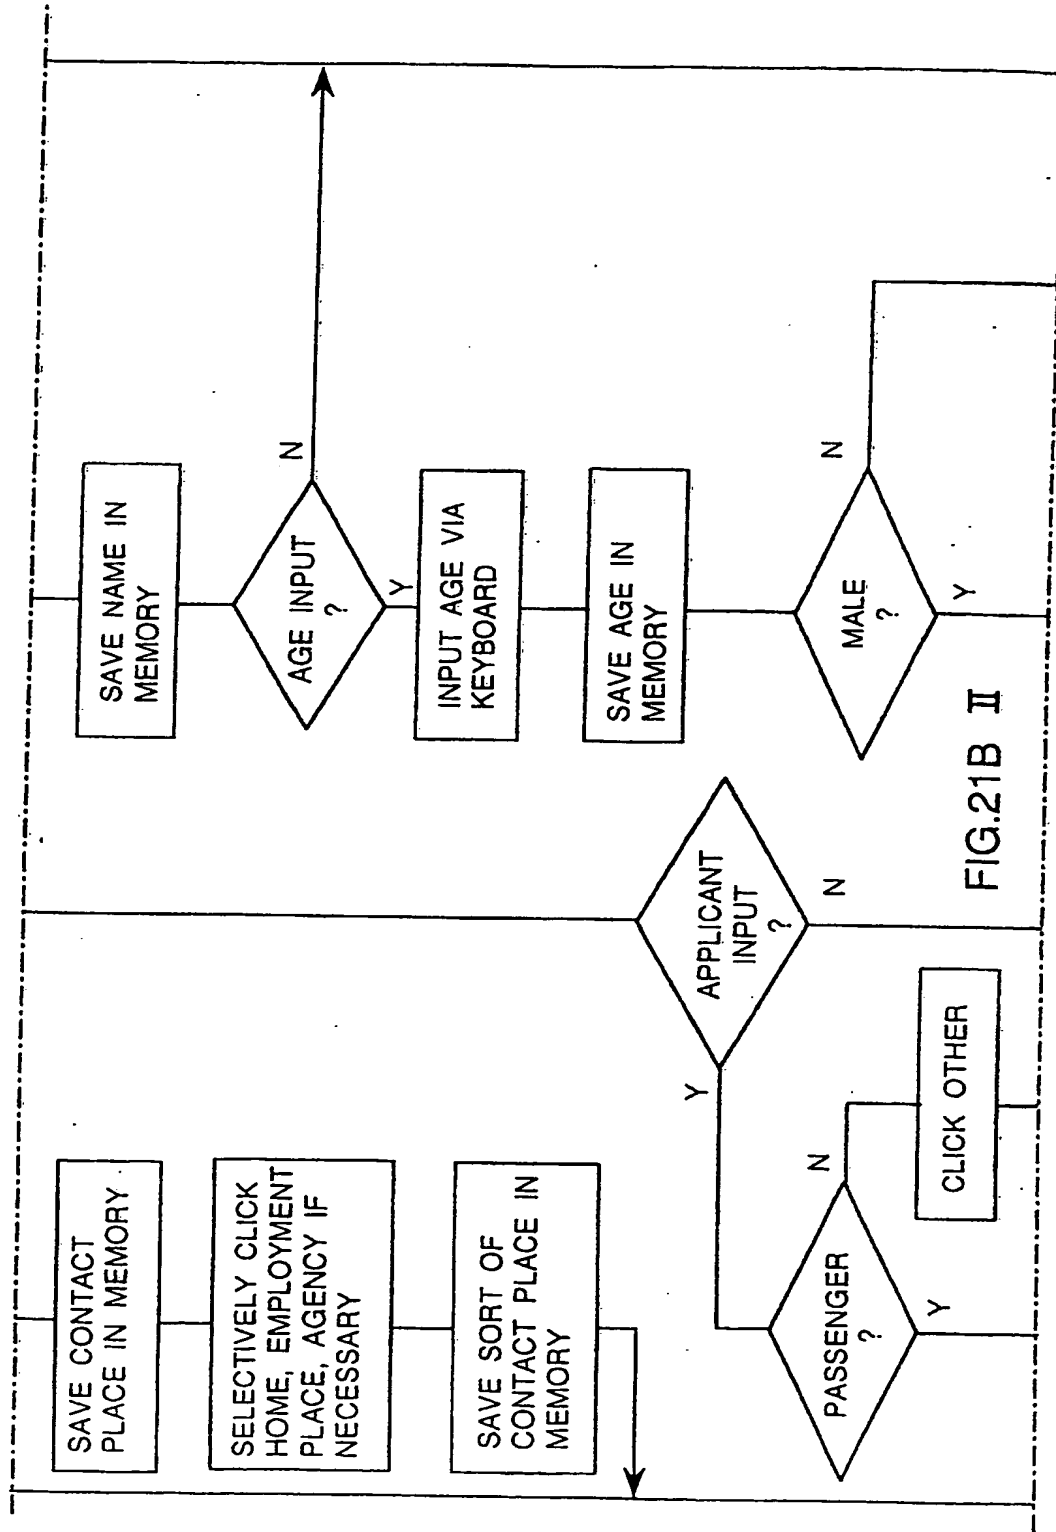 SAVE CONTACT
PLACE IN MEMORY
SELECTIVELY CLICK
HOME, EMPLOYMENT
PLACE, AGENCY IF
NECESSARY
SAVE SORT OF
CONTACT PLACE IN
MEMORY
APPLICANT
INPUT
?
Y
N
PASSENGER
?
N
Y
CLICK OTHER
SAVE NAME IN
MEMORY
AGE INPUT
?
N
Y
INPUT AGE VIA
KEYBOARD
SAVE AGE IN
MEMORY
MALE
?
N
Y
FIG.21B II